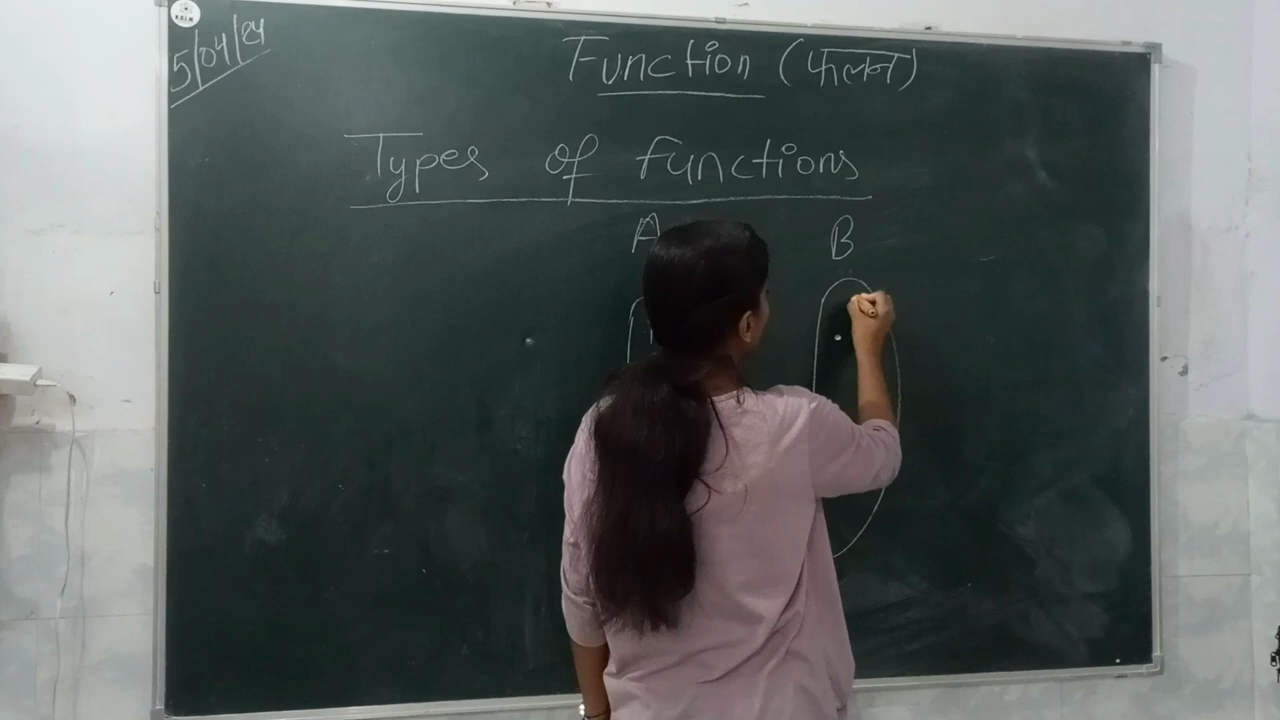 5/04/24
Function (फलन)
Types of functions
A B